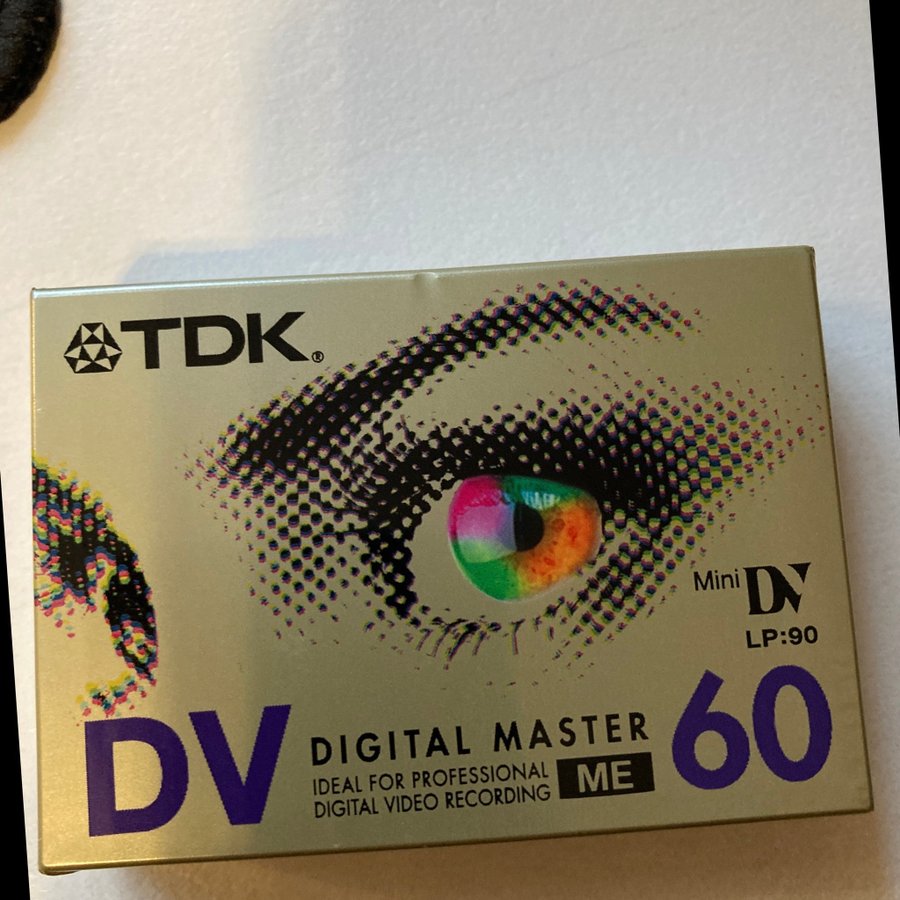 TDK®
Mini DV
LP:90
DV
DIGITAL MASTER
IDEAL FOR PROFESSIONAL
DIGITAL VIDEO RECORDING
ME
60